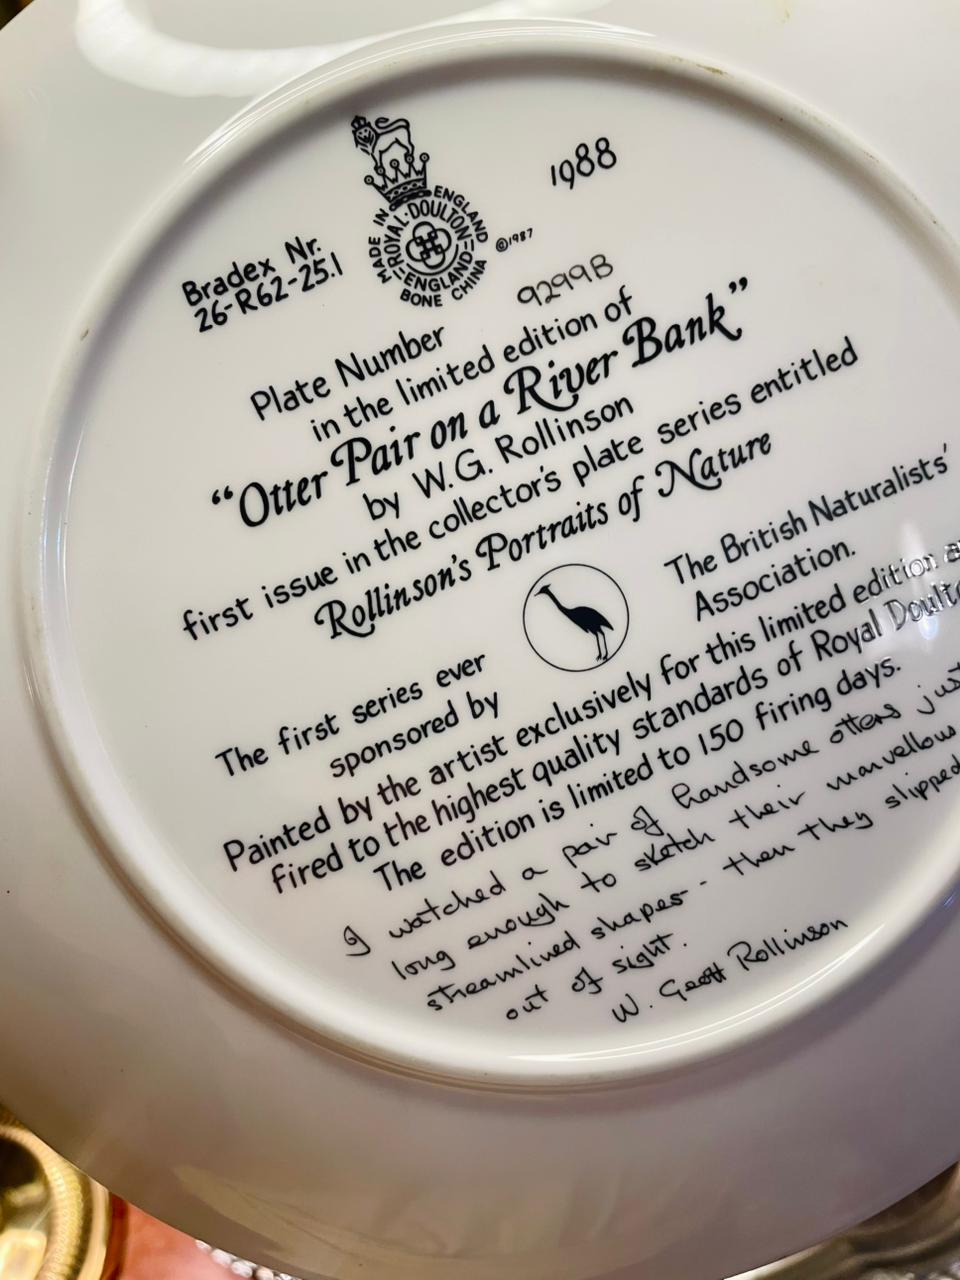 1988
MADE IN ENGLAND
ROYAL·DOULTON
ENGLAND
BONE CHINA
©1987
Bradex Nr.
26-R62-25.1
Plate Number 9299B
in the limited edition of
“Otter Pair on a River Bank”
by W.G. Rollinson
first issue in the collector's plate series entitled
Rollinson's Portraits of Nature
The first series ever
sponsored by
The British Naturalists'
Association.
Painted by the artist exclusively for this limited edition
fired to the highest quality standards of Royal
The edition is limited to 150 firing days.
I watched a pair of handsome otters
long enough to sketch their
streamlined shapes - then they slipped
out of sight.
W. Geoff Rollinson